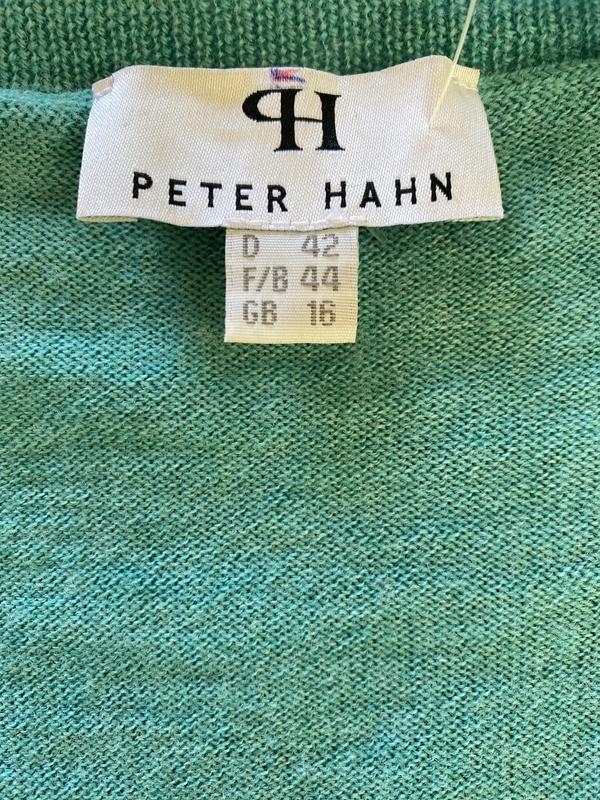 PH
PETER HAHN
D 42
F/B 44
GB 16